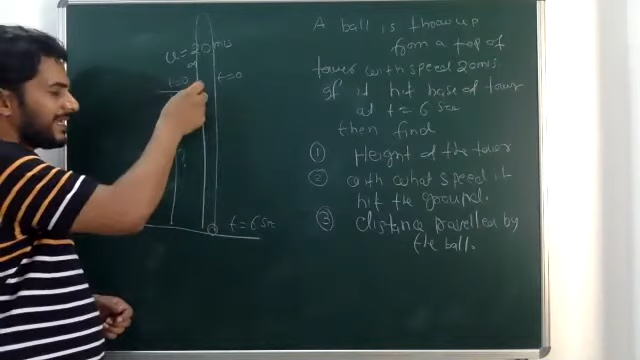 u = 20 m/s
t=0
t=0
?
t = 6 sec
A ball is throw up
from a top of
tower with speed 20 m/s
If it hit base of tower
at t = 6 sec
then find
① Height of the tower
② with what speed it
hit the ground.
③ distance travelled by
the ball.